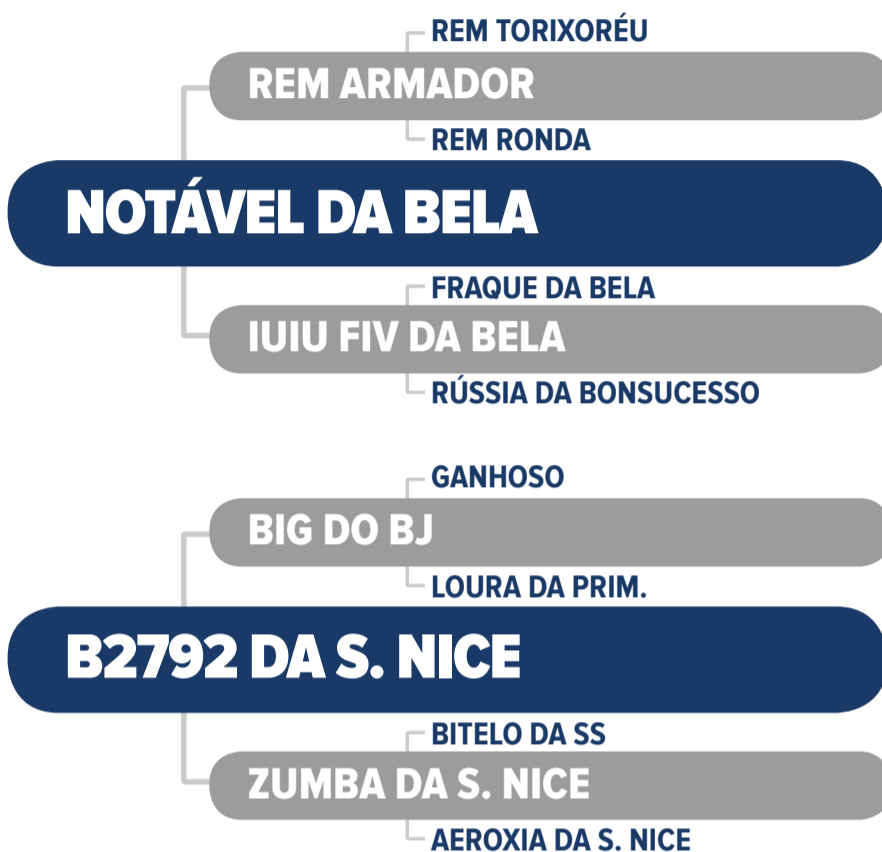 REM TORIXORÉU
REM ARMADOR
REM RONDA
NOTÁVEL DA BELA
FRAQUE DA BELA
IUIU FIV DA BELA
RÚSSIA DA BONSUCESSO
GANHOSO
BIG DO BJ
LOURA DA PRIM.
B2792 DA S. NICE
BITELO DA SS
ZUMBA DA S. NICE
AEROXIA DA S. NICE